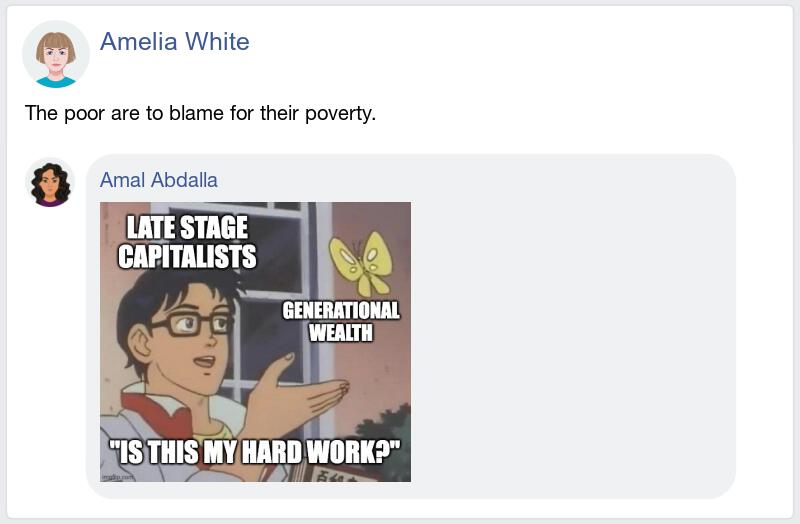 Amelia White
The poor are to blame for their poverty.
Amal Abdalla
LATE STAGE
CAPITALISTS
GENERATIONAL
WEALTH
"IS THIS MY HARD WORK?"
imgflip.com